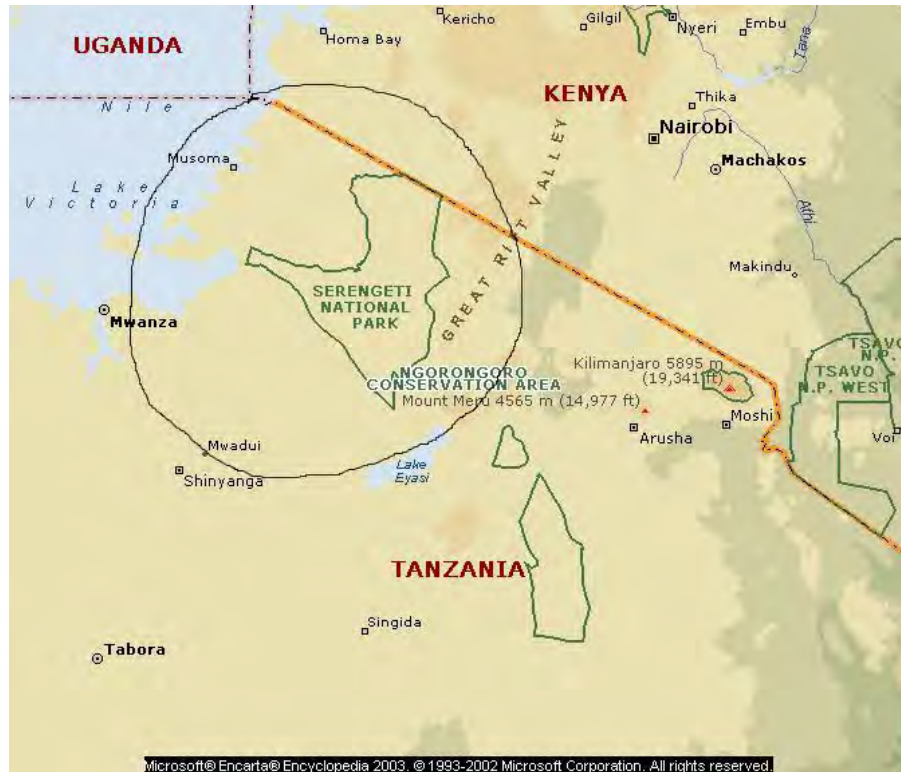 Kericho
Gilgil
Nyeri
Embu
Homa Bay
UGANDA
Tana
KENYA
Thika
Nile
Nairobi
Musoma
Machakos
Lake
Victoria
GREAT RIFT VALLEY
Athi
Makindu
SERENGETI
NATIONAL
PARK
Mwanza
TSAVO
N.P.
Kilimanjaro 5895 m
(19,341 ft)
TSAVO
N.P. WEST
NGORONGORO
CONSERVATION AREA
Mount Meru 4565 m (14,977 ft)
Moshi
Arusha
Voi
Mwadui
Shinyanga
Lake
Eyasi
TANZANIA
Singida
Tabora
Microsoft® Encarta® Encyclopedia 2003. © 1993-2002 Microsoft Corporation. All rights reserved.